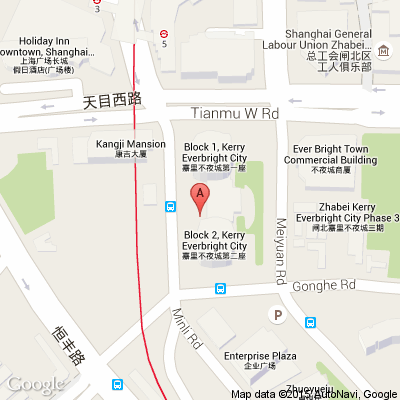 Holiday Inn
Downtown, Shanghai...
上海广场长城
假日酒店(广场楼)
Shanghai General
Labour Union Zhabei...
总工会闸北区
工人俱乐部
天目西路
Tianmu W Rd
Kangji Mansion
康吉大厦
Block 1, Kerry
Everbright City
嘉里不夜城第一座
Ever Bright Town
Commercial Building
不夜城商厦
A
Zhabei Kerry
Everbright City Phase 3
闸北嘉里不夜城三期
Block 2, Kerry
Everbright City
嘉里不夜城第二座
Meiyuan Rd
Gonghe Rd
Minli Rd
恒丰路
P
Enterprise Plaza
企业广场
Zhuoyueju
Google
©2015 AutoNavi, Google